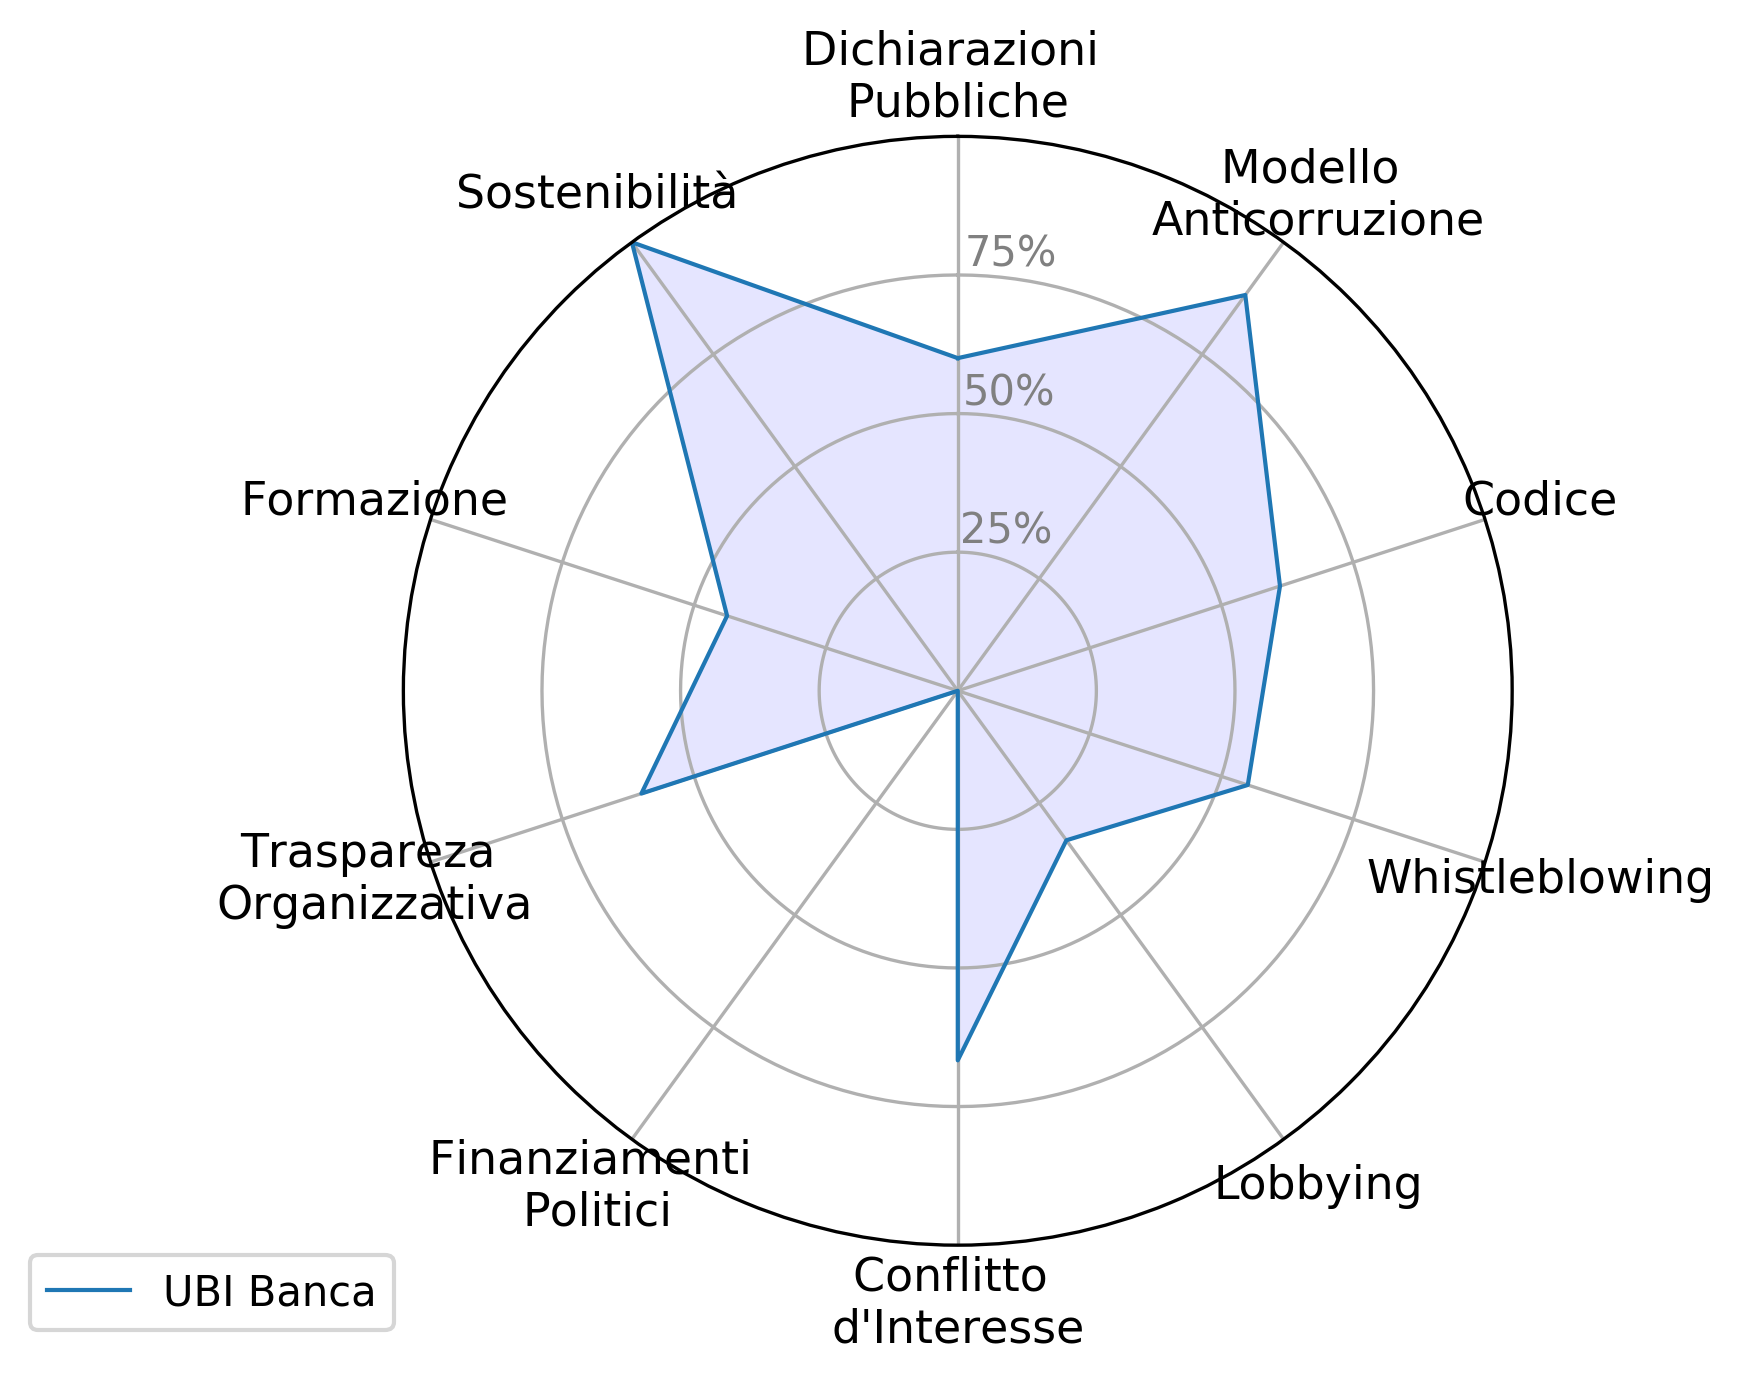 Dichiarazioni
Pubbliche
Modello
Anticorruzione
Sostenibilità
75%
50%
Formazione
Codice
25%
Traspareza
Organizzativa
Whistleblowing
Finanziamenti
Politici
Lobbying
Conflitto
d'Interesse
UBI Banca